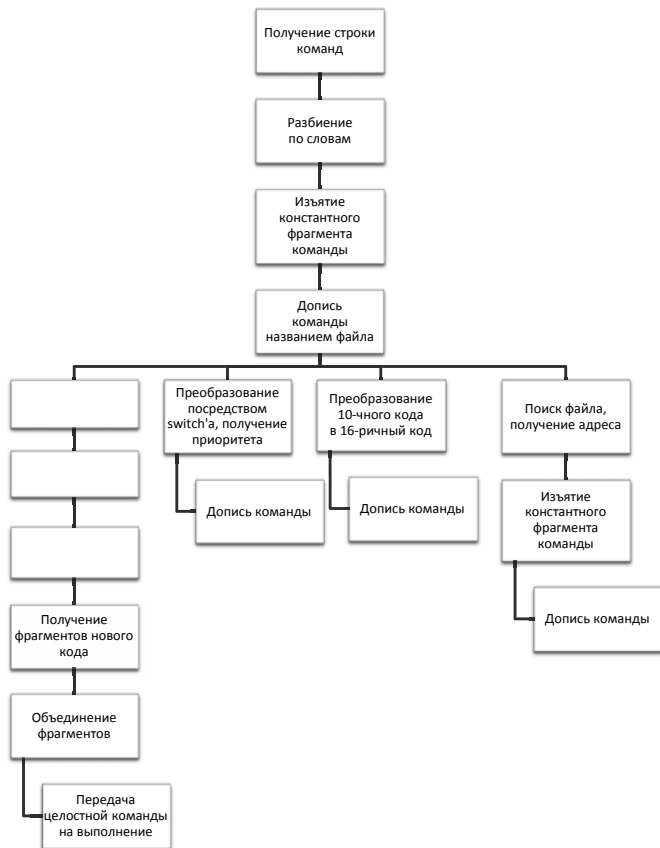 Получение строки
команд
Разбиение
по словам
Изъятие
константного
фрагмента
команды
Допись
команды
названием файла
Преобразование
посредством
switch'а, получение
приоритета
Преобразование
10-чного кода
в 16-ричный код
Поиск файла,
получение адреса
Допись команды
Допись команды
Изъятие
константного
фрагмента
команды
Допись команды
Получение
фрагментов нового
кода
Объединение
фрагментов
Передача
целостной команды
на выполнение